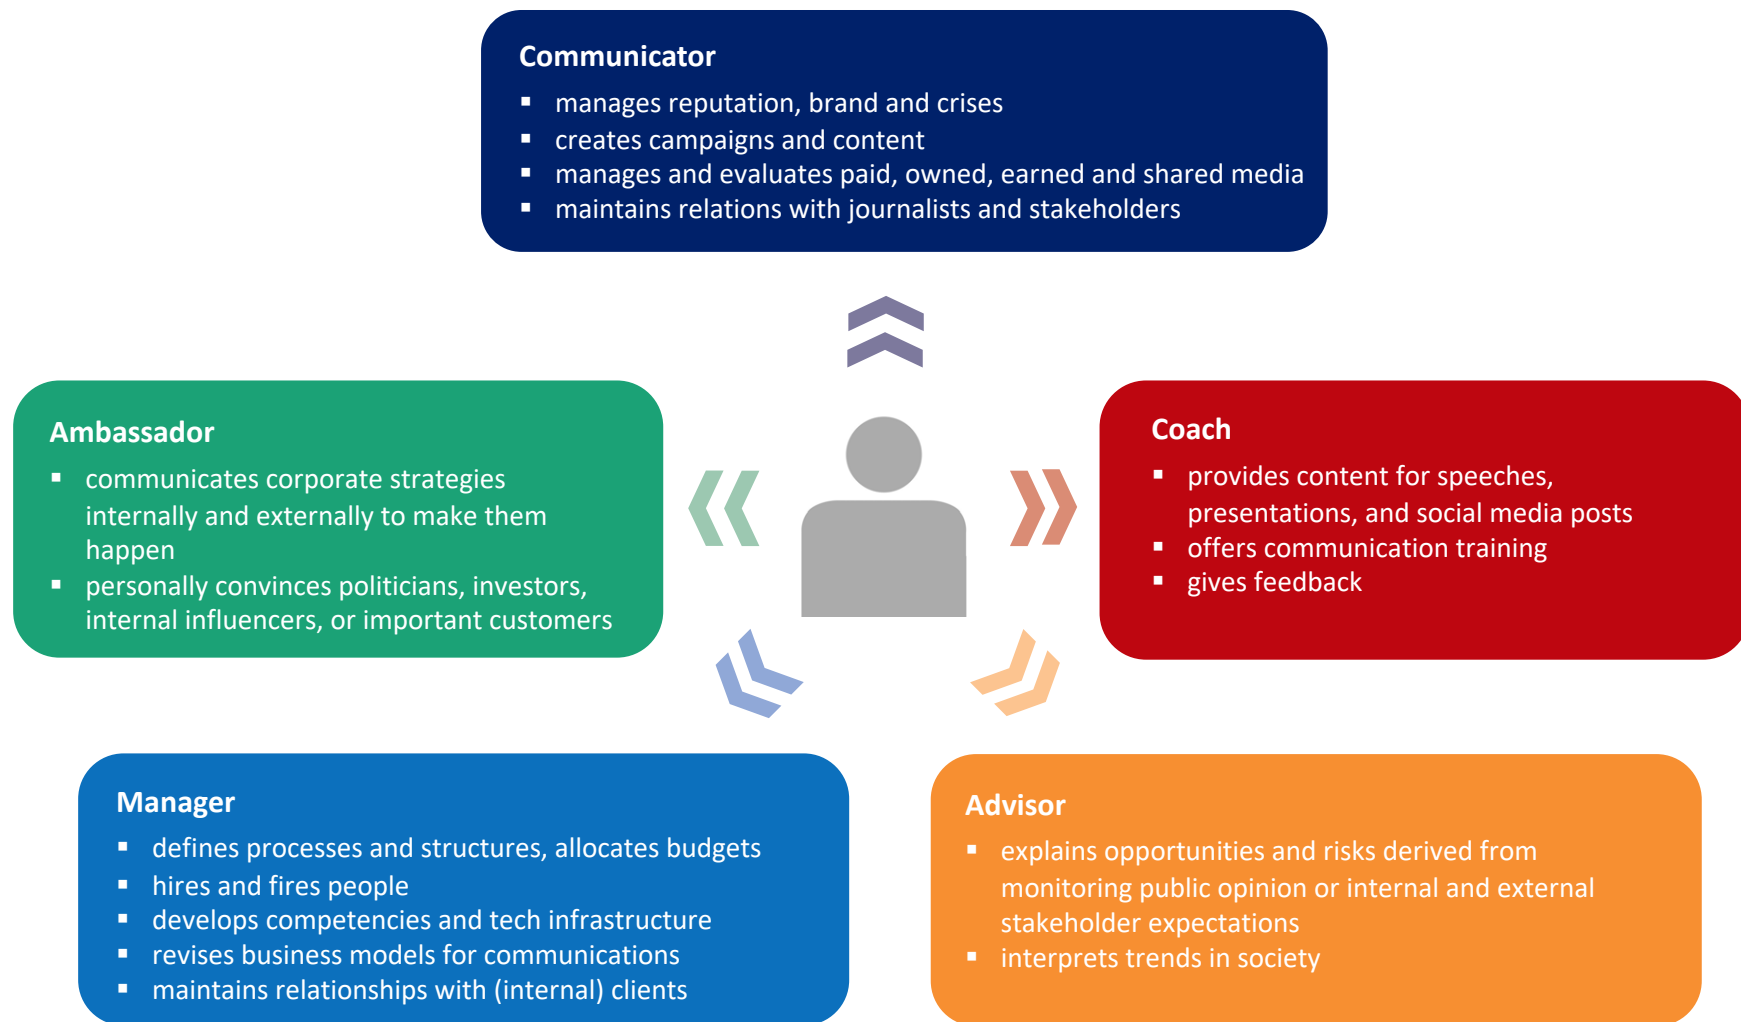 Communicator
▪ manages reputation, brand and crises
▪ creates campaigns and content
▪ manages and evaluates paid, owned, earned and shared media
▪ maintains relations with journalists and stakeholders
Ambassador
▪ communicates corporate strategies
internally and externally to make them
happen
▪ personally convinces politicians, investors,
internal influencers, or important customers
Coach
▪ provides content for speeches,
presentations, and social media posts
▪ offers communication training
▪ gives feedback
Manager
▪ defines processes and structures, allocates budgets
▪ hires and fires people
▪ develops competencies and tech infrastructure
▪ revises business models for communications
▪ maintains relationships with (internal) clients
Advisor
▪ explains opportunities and risks derived from
monitoring public opinion or internal and external
stakeholder expectations
▪ interprets trends in society